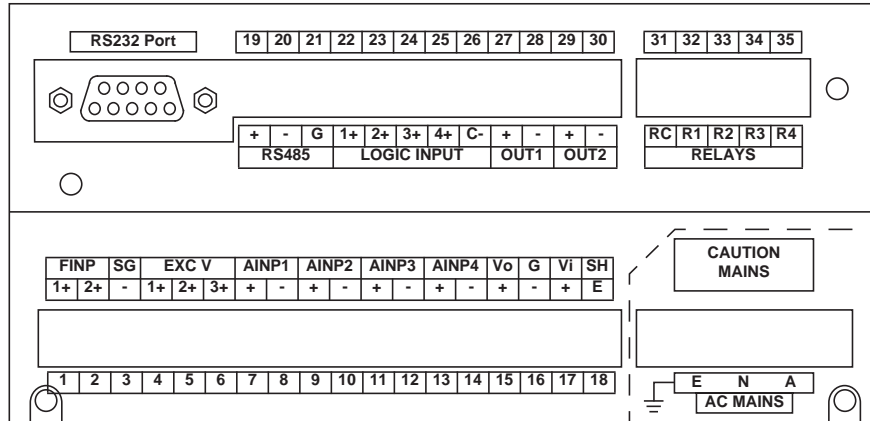 RS232 Port 19 20 21 22 23 24 25 26 27 28 29 30 31 32 33 34 35
+ - G 1+ 2+ 3+ 4+ C- + - + - RC R1 R2 R3 R4
RS485 LOGIC INPUT OUT1 OUT2 RELAYS
CAUTION
MAINS
FINP SG EXC V AINP1 AINP2 AINP3 AINP4 Vo G Vi SH
1+ 2+ - 1+ 2+ 3+ + - + - + - + - + - + E
1 2 3 4 5 6 7 8 9 10 11 12 13 14 15 16 17 18 E N A
AC MAINS